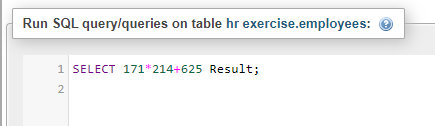 Run SQL query/queries on table hr exercise.employees:
1 SELECT 171*214+625 Result;
2